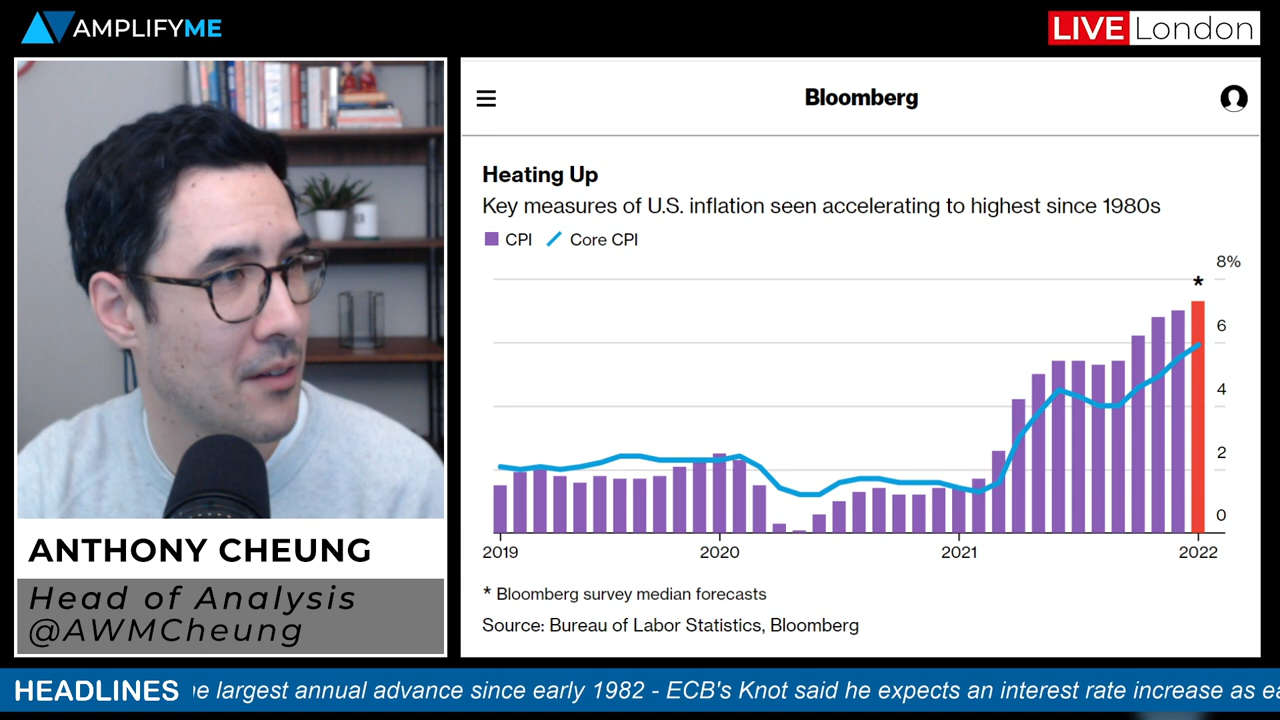 AMPLIFYME
LIVE London
ANTHONY CHEUNG
Head of Analysis
@AWMCheung
Bloomberg
Heating Up
Key measures of U.S. inflation seen accelerating to highest since 1980s
CPI Core CPI
8%
*
6
4
2
0
2019 2020 2021 2022
* Bloomberg survey median forecasts
Source: Bureau of Labor Statistics, Bloomberg
HEADLINES largest annual advance since early 1982 - ECB's Knot said he expects an interest rate increase as